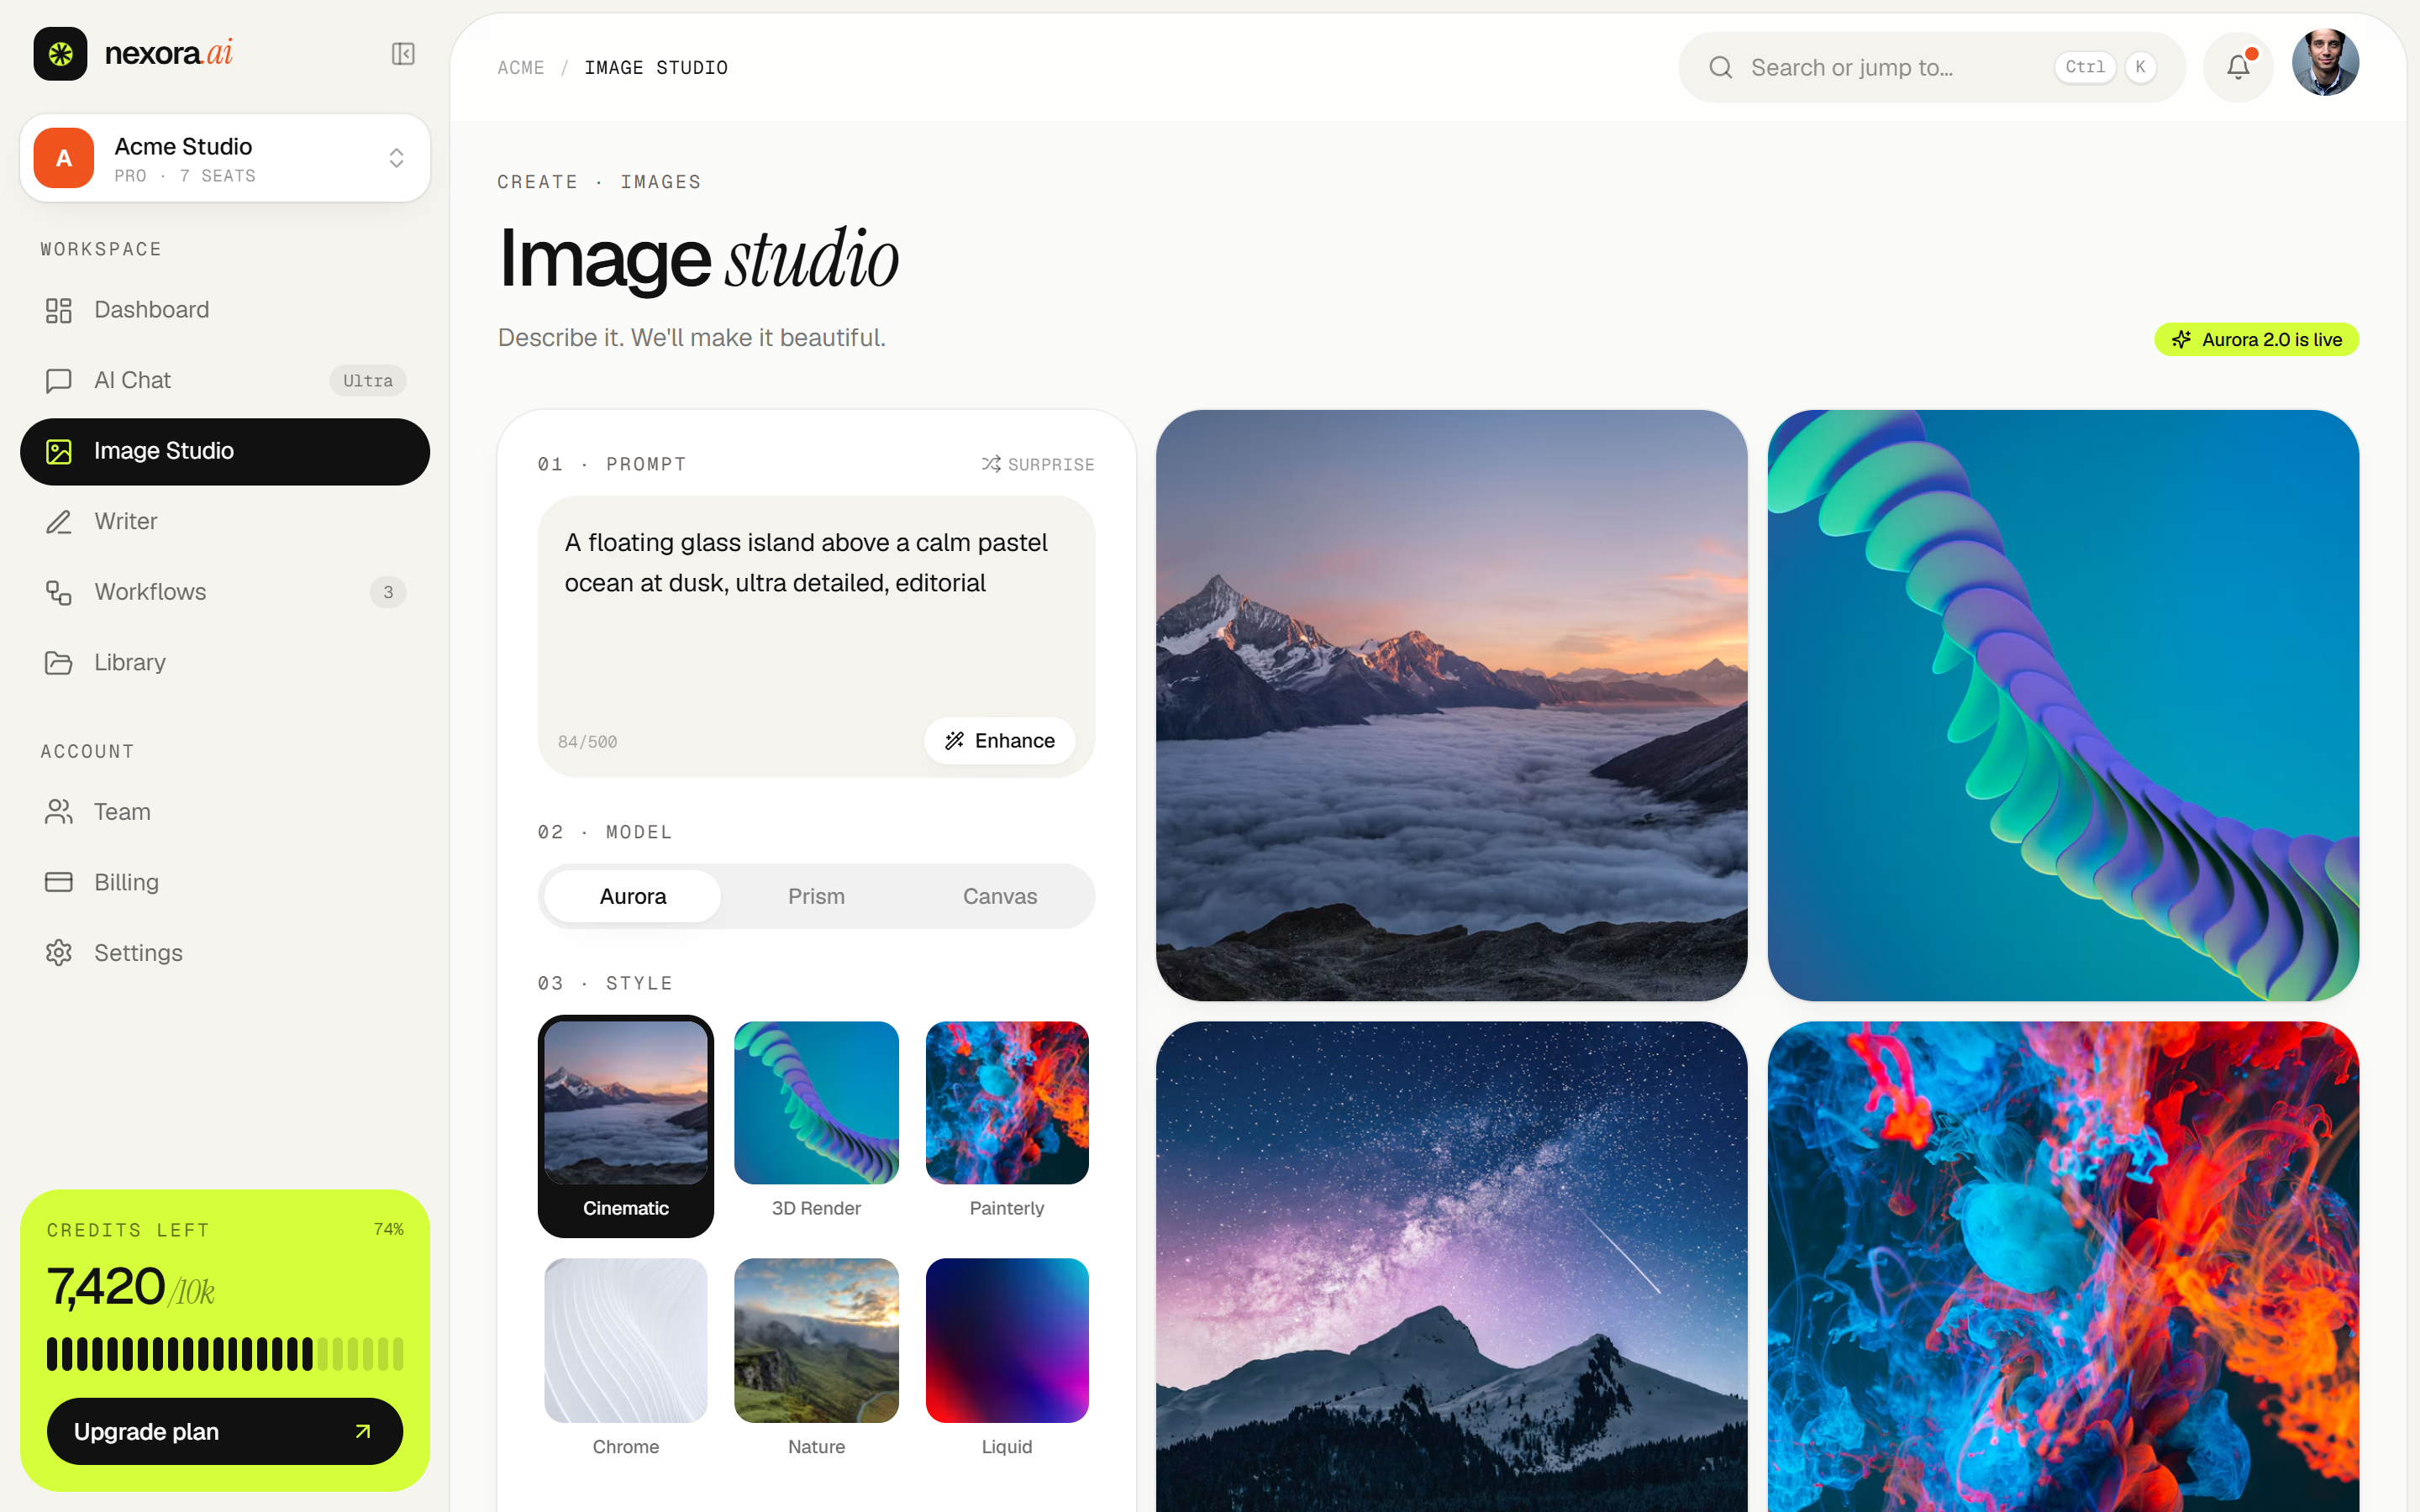 nexora.ai
A
Acme Studio
PRO · 7 SEATS
WORKSPACE
Dashboard
AI Chat
Ultra
Image Studio
Writer
Workflows
3
Library
ACCOUNT
Team
Billing
Settings
CREDITS LEFT
74%
7,420/10k
Upgrade plan
ACME / IMAGE STUDIO
Search or jump to...
Ctrl K
CREATE · IMAGES
Image studio
Describe it. We'll make it beautiful.
Aurora 2.0 is live
01 · PROMPT
SURPRISE
A floating glass island above a calm pastel
ocean at dusk, ultra detailed, editorial
84/500
Enhance
02 · MODEL
Aurora
Prism
Canvas
03 · STYLE
Cinematic
3D Render
Painterly
Chrome
Nature
Liquid